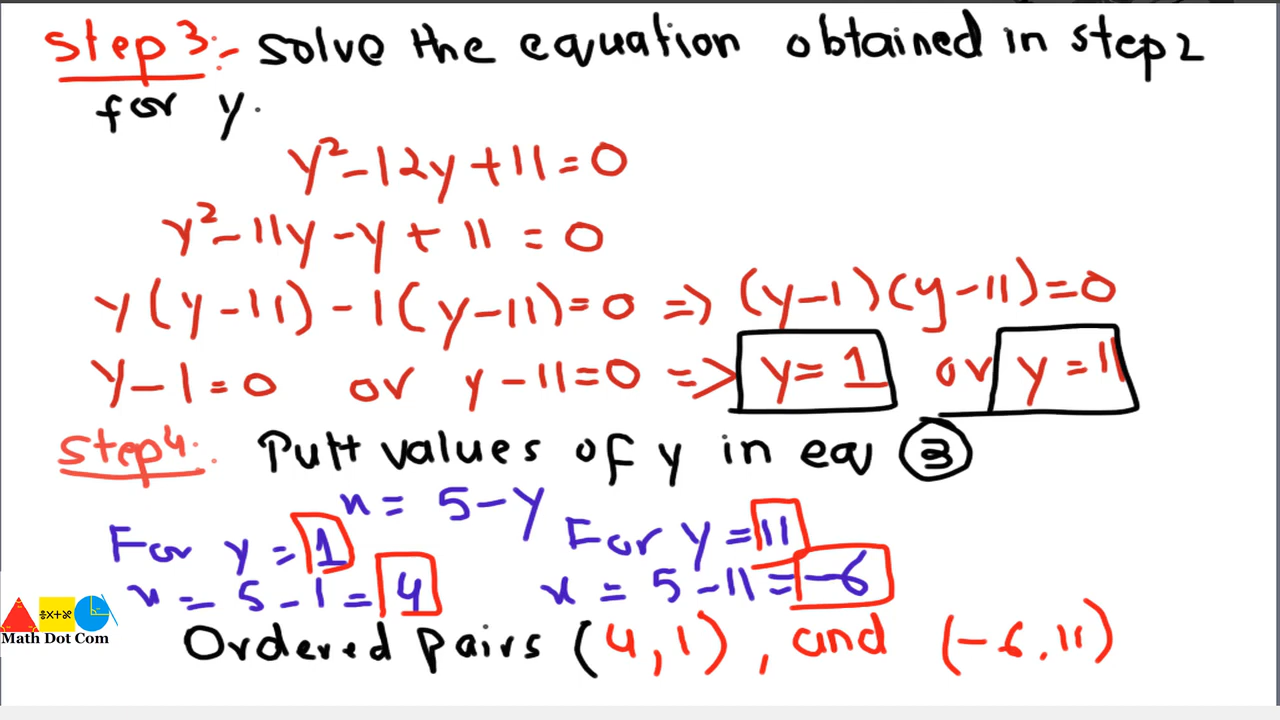 Step 3:- Solve the equation obtained in step 2
for y.
y²-12y+11=0
y²-11y-y+11=0
y(y-11)-1(y-11)=0 => (y-1)(y-11)=0
y-1=0 or y-11=0 => y=1 or y=11
Step 4: Putt values of y in eq ③
x= 5-y
For y=1 For y=11
x=5-1=4 x=5-11=-6
÷x+x
Math Dot Com
Ordered pairs (4,1), and (-6,11)